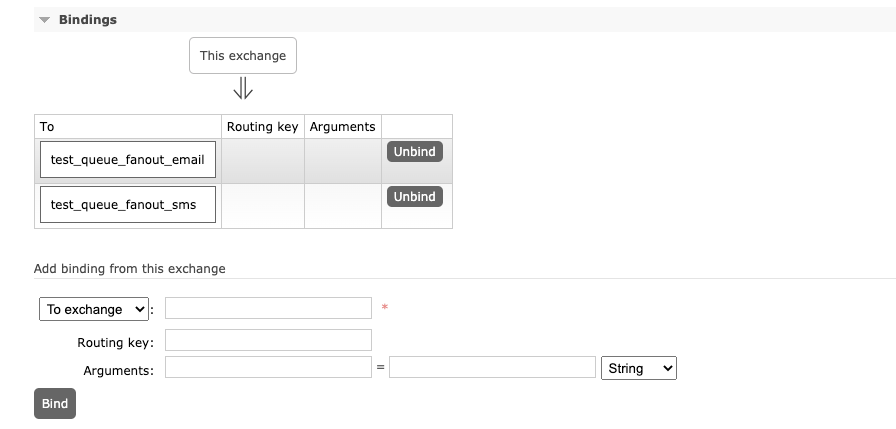 Bindings
This exchange
To Routing key Arguments
test_queue_fanout_email Unbind
test_queue_fanout_sms Unbind
Add binding from this exchange
To exchange : *
Routing key:
Arguments: = String
Bind